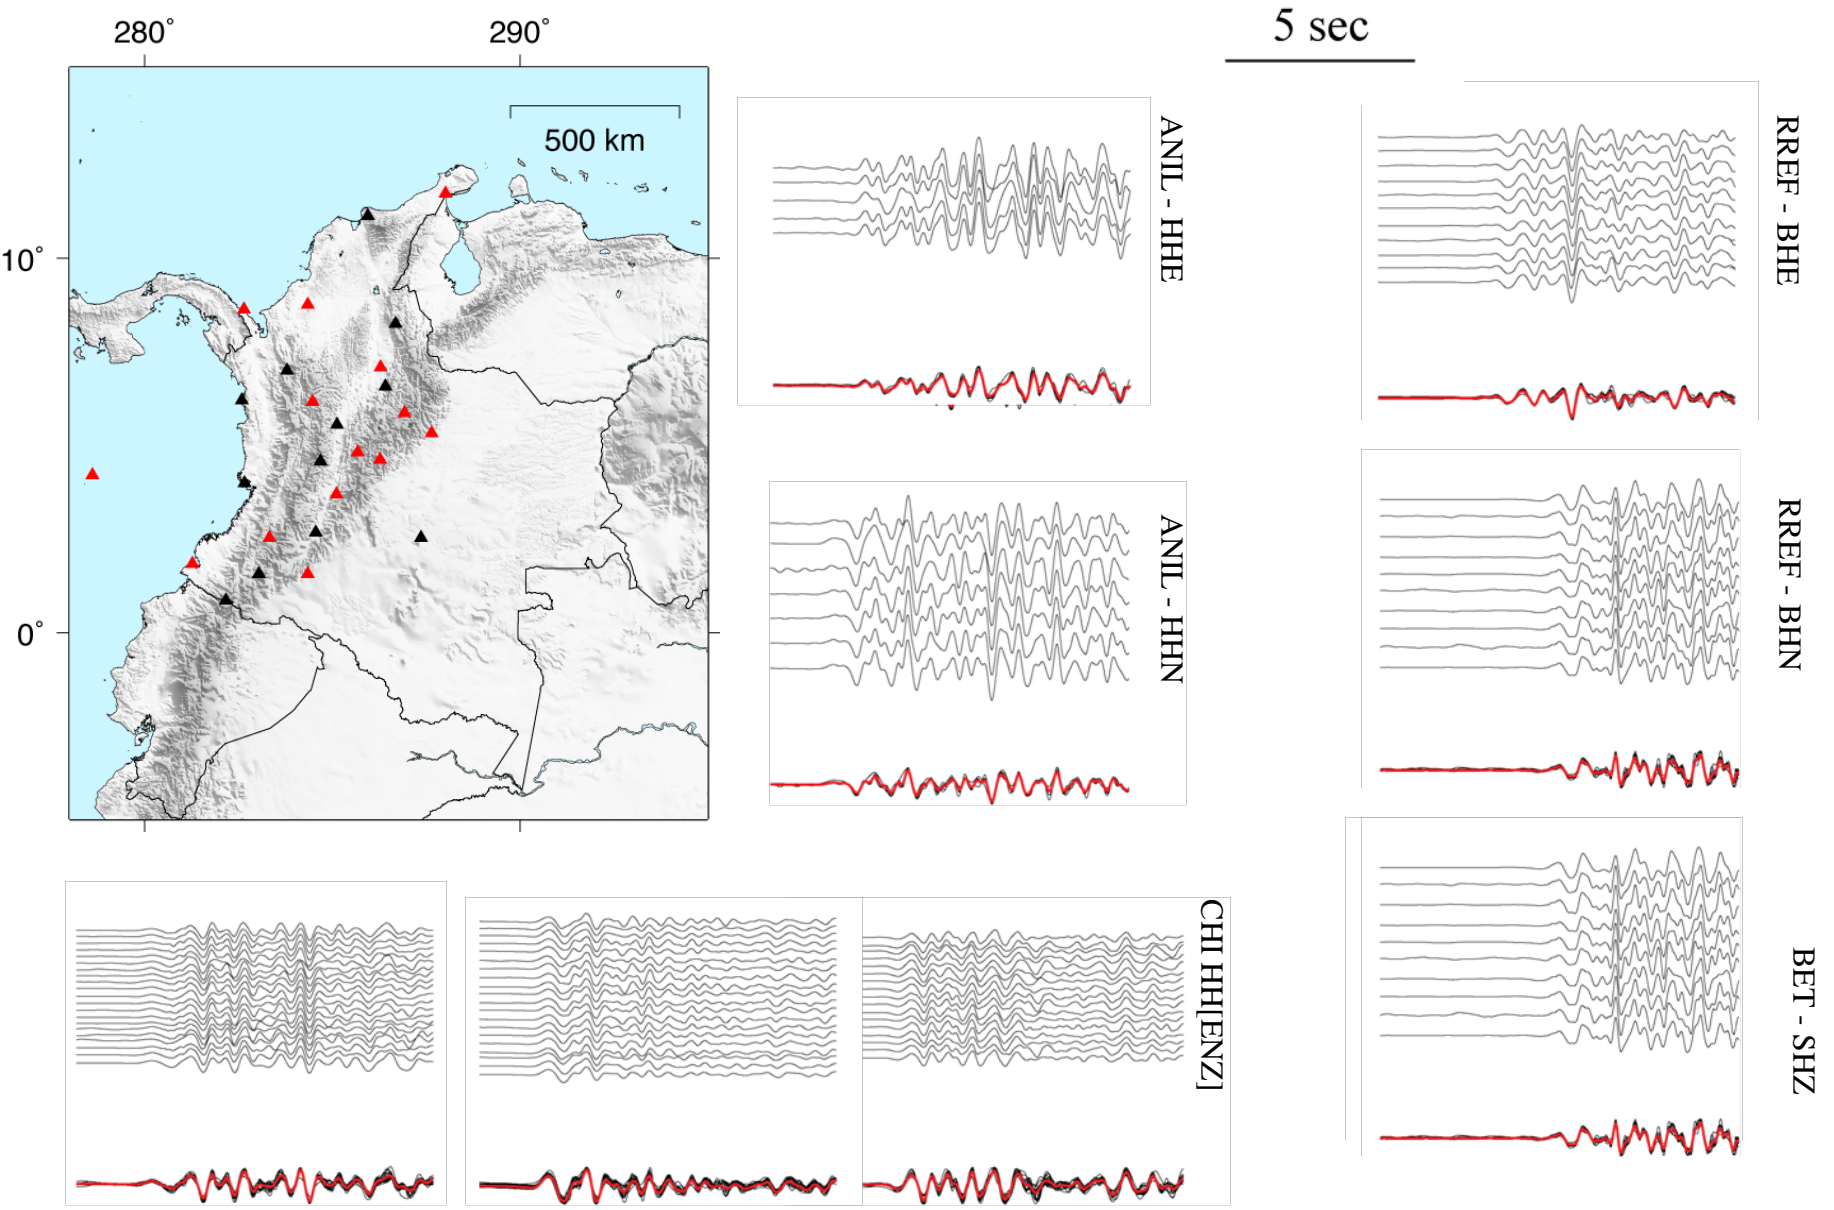 280°
290°
5 sec
500 km
10°
0°
ANIL - HHE
RREF - BHE
ANIL - HHN
RREF - BHN
CHI HH[ENZ]
BET - SHZ